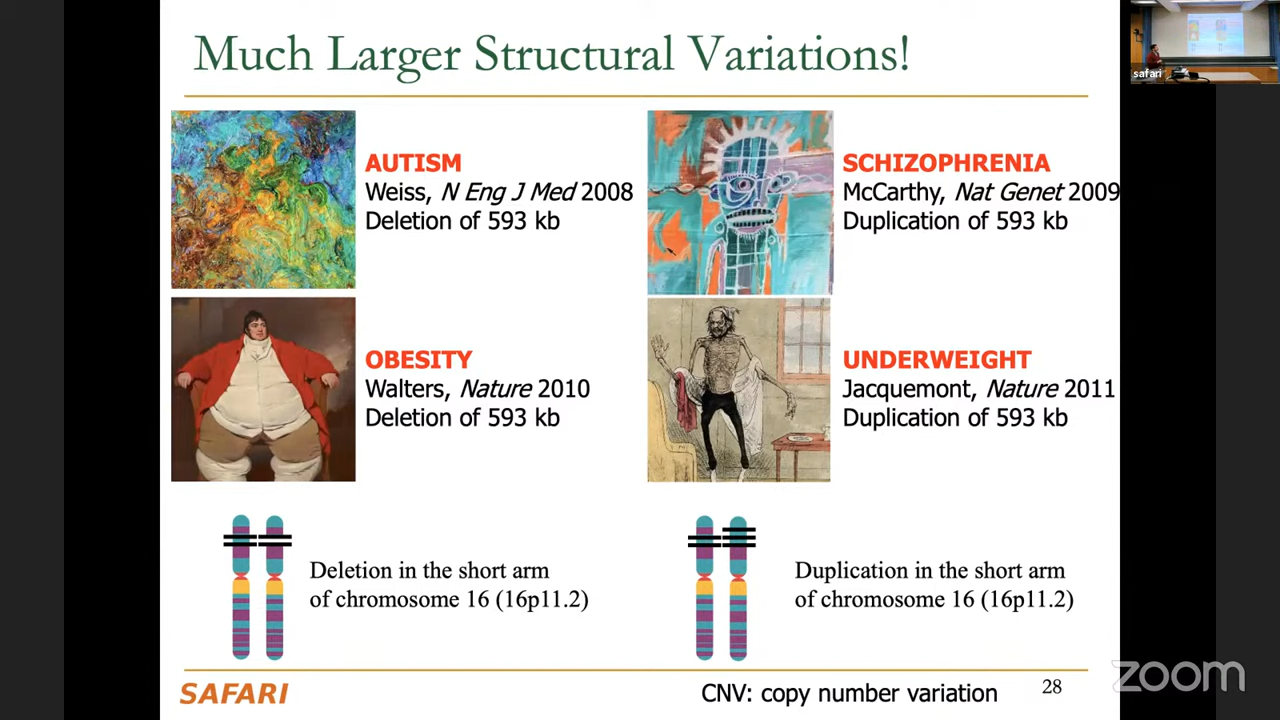 Much Larger Structural Variations!
safari
AUTISM
Weiss, N Eng J Med 2008
Deletion of 593 kb
SCHIZOPHRENIA
McCarthy, Nat Genet 2009
Duplication of 593 kb
OBESITY
Walters, Nature 2010
Deletion of 593 kb
UNDERWEIGHT
Jacquemont, Nature 2011
Duplication of 593 kb
Deletion in the short arm
of chromosome 16 (16p11.2)
Duplication in the short arm
of chromosome 16 (16p11.2)
SAFARI
CNV: copy number variation
28
zoom